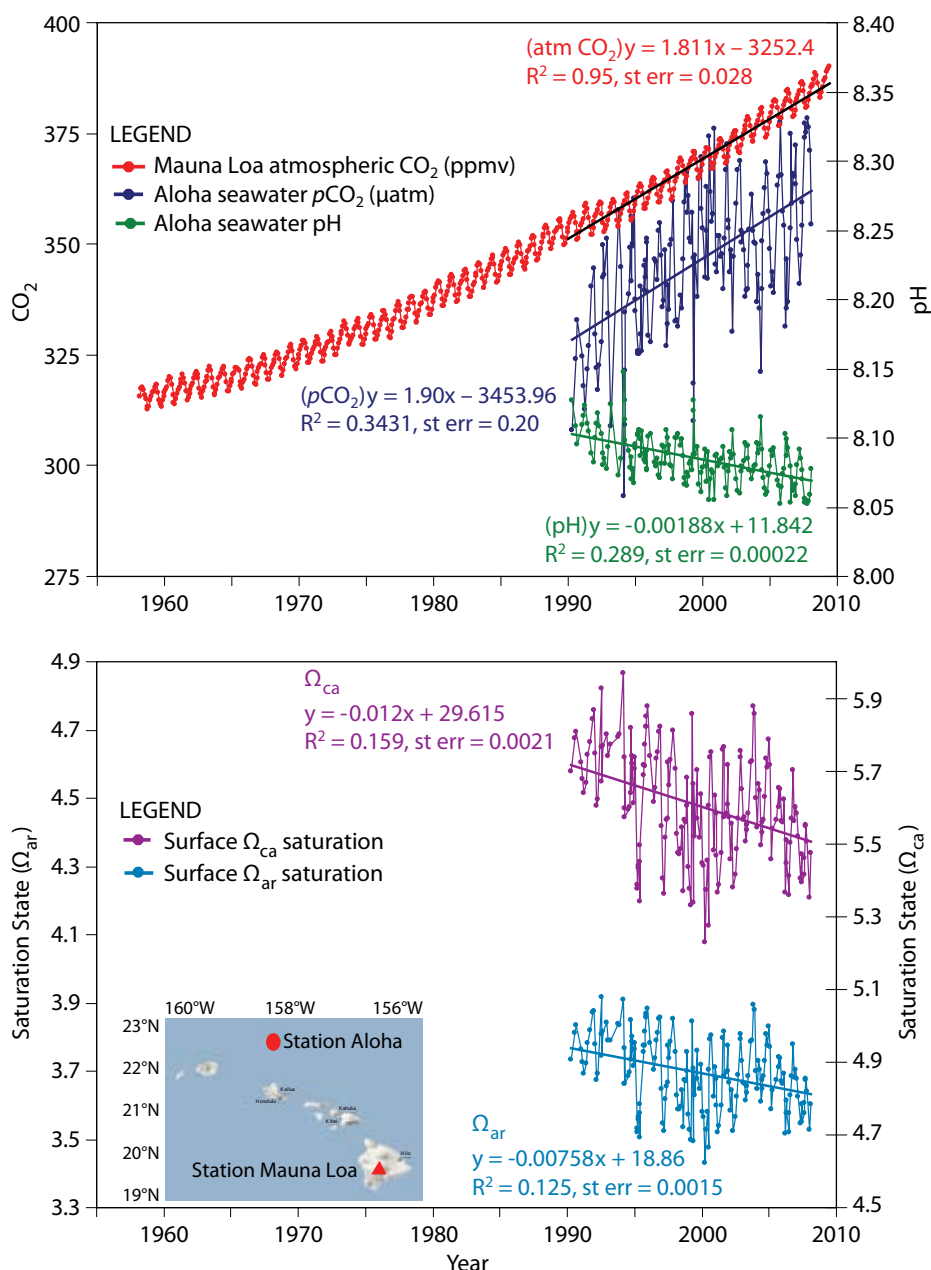 400
375
350
325
300
275
CO₂
8.40
8.35
8.30
8.25
8.20
8.15
8.10
8.05
8.00
pH
(atm CO₂) y = 1.811x – 3252.4
R² = 0.95, st err = 0.028
LEGEND
Mauna Loa atmospheric CO₂ (ppmv)
Aloha seawater pCO₂ (µatm)
Aloha seawater pH
(pCO₂) y = 1.90x – 3453.96
R² = 0.3431, st err = 0.20
(pH) y = -0.00188x + 11.842
R² = 0.289, st err = 0.00022
1960 1970 1980 1990 2000 2010
4.9
4.7
4.5
4.3
4.1
3.9
3.7
3.5
3.3
Saturation State (Ωar)
5.9
5.7
5.5
5.3
5.1
4.9
4.7
4.5
Saturation State (Ωca)
Ωca
y = -0.012x + 29.615
R² = 0.159, st err = 0.0021
LEGEND
Surface Ωca saturation
Surface Ωar saturation
160°W 158°W 156°W
23°N
22°N
21°N
20°N
19°N
Station Aloha
Kailua
Honolulu
Kahului
Kihei
Hilo
Station Mauna Loa
Ωar
y = -0.00758x + 18.86
R² = 0.125, st err = 0.0015
1960 1970 1980 1990 2000 2010
Year